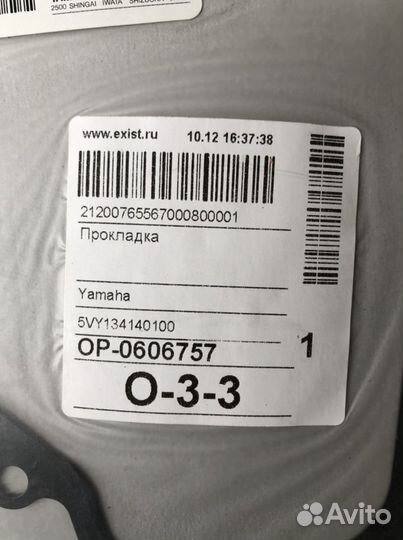 2500 SHINGAI IWATA
www.exist.ru 10.12 16:37:38
21200765567000800001
Прокладка
Yamaha
5VY134140100
OP-0606757
1
O-3-3
Avito